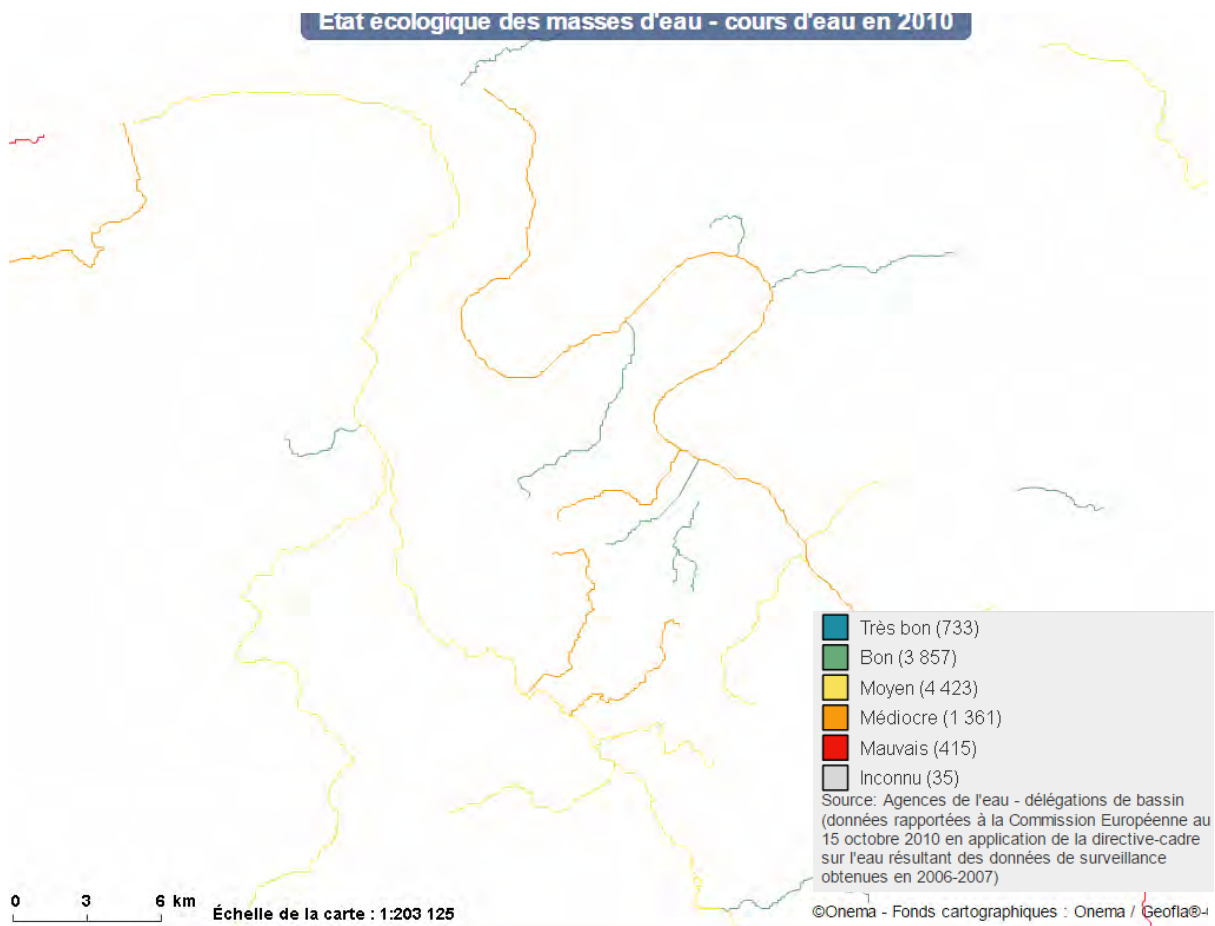 Etat écologique des masses d'eau - cours d'eau en 2010
Très bon (733)
Bon (3 857)
Moyen (4 423)
Médiocre (1 361)
Mauvais (415)
Inconnu (35)
Source: Agences de l'eau - délégations de bassin
(données rapportées à la Commission Européenne au
15 octobre 2010 en application de la directive-cadre
sur l'eau résultant des données de surveillance
obtenues en 2006-2007)
0 3 6 km
Échelle de la carte : 1:203 125
©Onema - Fonds cartographiques : Onema / Geofla®-